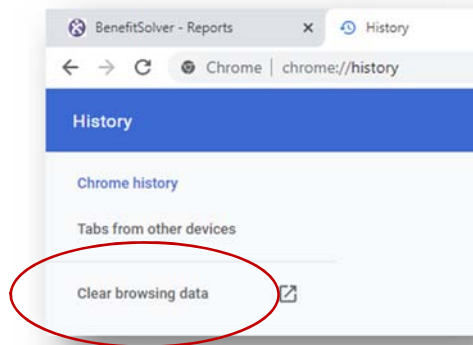 BenefitSolver - Reports
History
Chrome | chrome://history
History
Chrome history
Tabs from other devices
Clear browsing data